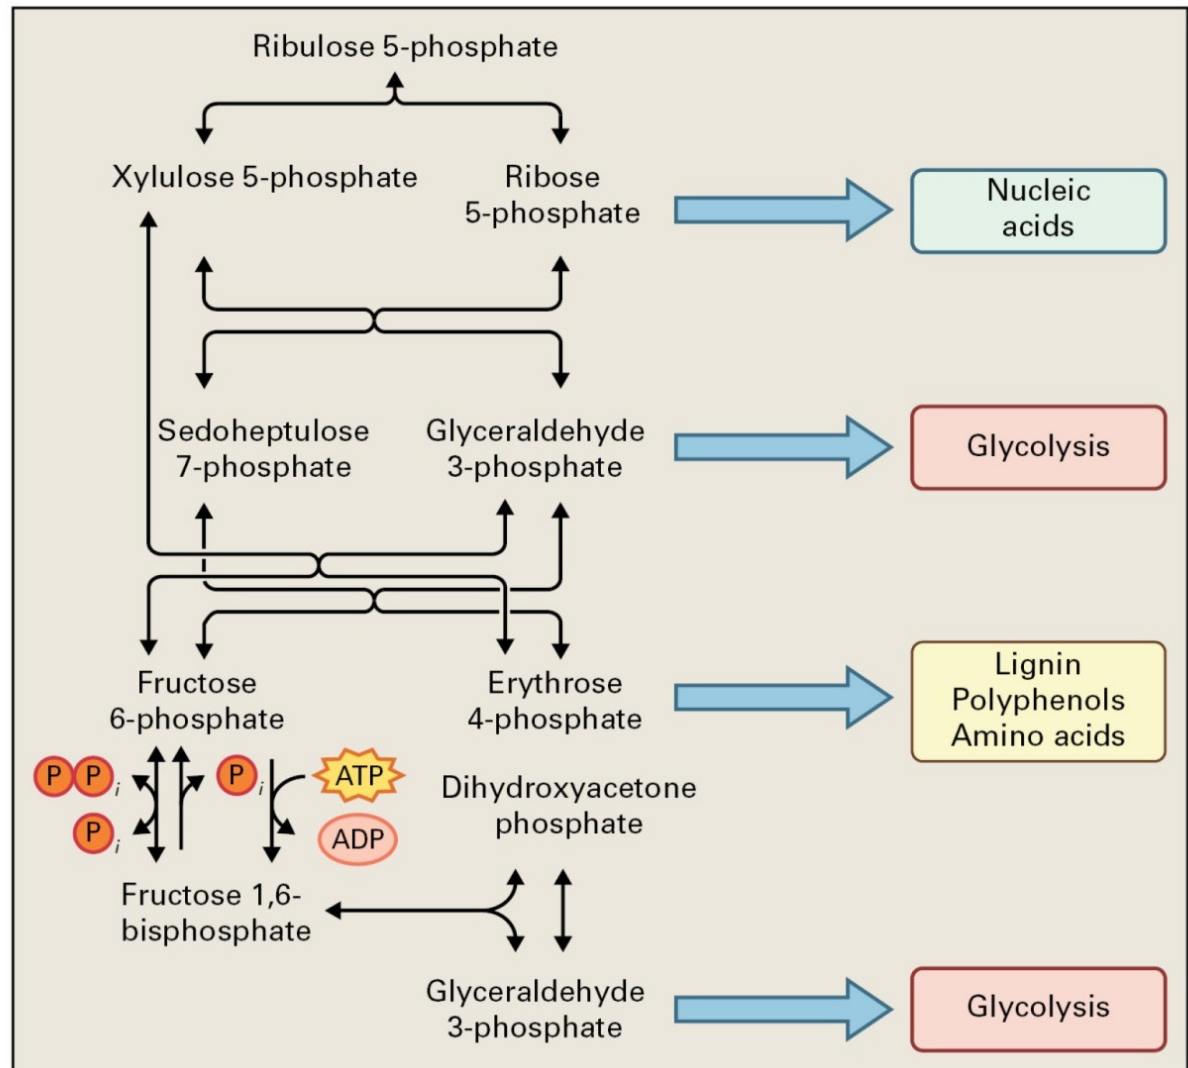 Ribulose 5-phosphate
Xylulose 5-phosphate
Ribose
5-phosphate
Nucleic
acids
Sedoheptulose
7-phosphate
Glyceraldehyde
3-phosphate
Glycolysis
Fructose
6-phosphate
Erythrose
4-phosphate
Lignin
Polyphenols
Amino acids
P P i
P i
P i
ATP
ADP
Dihydroxyacetone
phosphate
Fructose 1,6-
bisphosphate
Glyceraldehyde
3-phosphate
Glycolysis